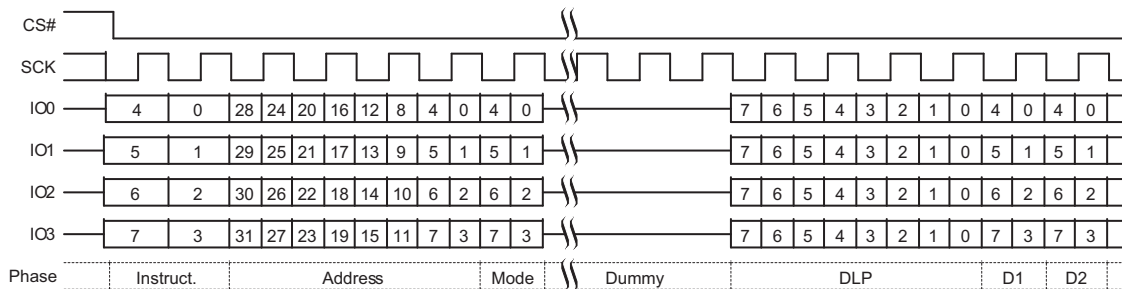 CS#
SCK
IO0 4 0 28 24 20 16 12 8 4 0 4 0 7 6 5 4 3 2 1 0 4 0 4 0
IO1 5 1 29 25 21 17 13 9 5 1 5 1 7 6 5 4 3 2 1 0 5 1 5 1
IO2 6 2 30 26 22 18 14 10 6 2 6 2 7 6 5 4 3 2 1 0 6 2 6 2
IO3 7 3 31 27 23 19 15 11 7 3 7 3 7 6 5 4 3 2 1 0 7 3 7 3
Phase Instruct. Address Mode Dummy DLP D1 D2